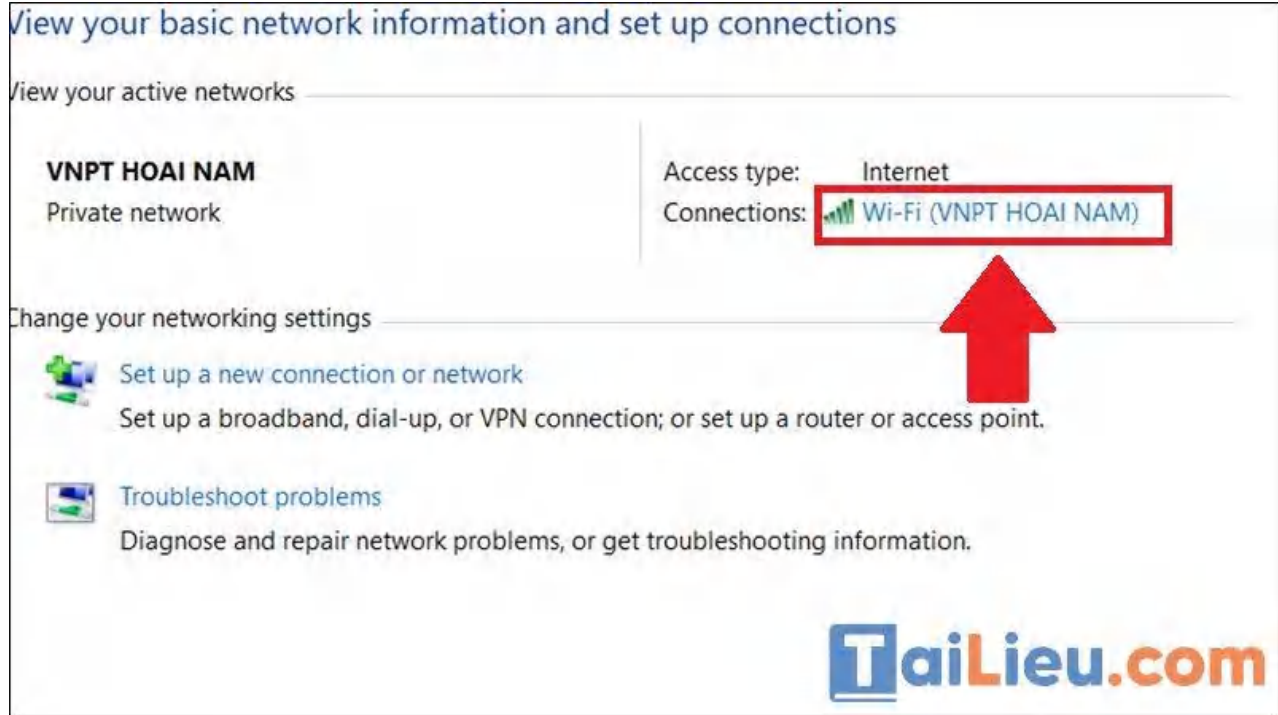 View your basic network information and set up connections
View your active networks
VNPT HOAI NAM
Private network
Access type: Internet
Connections: Wi-Fi (VNPT HOAI NAM)
Change your networking settings
Set up a new connection or network
Set up a broadband, dial-up, or VPN connection; or set up a router or access point.
Troubleshoot problems
Diagnose and repair network problems, or get troubleshooting information.
TaiLieu.com